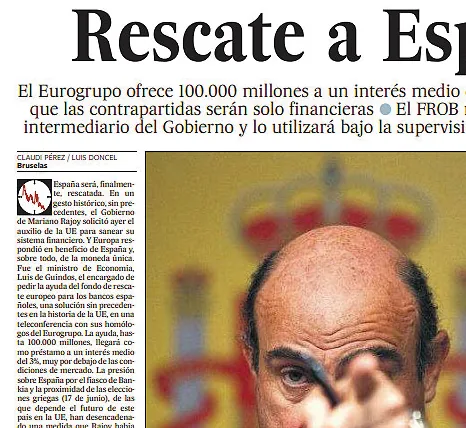 Rescate a Esp
El Eurogrupo ofrece 100.000 millones a un interés medio
que las contrapartidas serán solo financieras ● El FROB
intermediario del Gobierno y lo utilizará bajo la supervisi
CLAUDI PÉREZ / LUIS DONCEL
Bruselas
España será, finalmen-
te, rescatada. En un
gesto histórico, sin pre-
cedentes, el Gobierno
de Mariano Rajoy solicitó ayer el
auxilio de la UE para sanear su
sistema financiero. Y Europa res-
pondió en beneficio de España y,
sobre todo, de la moneda única.
Fue el ministro de Economía,
Luis de Guindos, el encargado de
pedir la ayuda del fondo de resca-
te europeo para los bancos espa-
ñoles, una solución sin preceden-
tes en la historia de la UE, en una
teleconferencia con sus homólo-
gos del Eurogrupo. La ayuda, has-
ta 100.000 millones, llegará co-
mo préstamo a un interés medio
del 3%, muy por debajo de las con-
diciones de mercado. La presión
sobre España por el fiasco de Ban-
kia y la proximidad de las eleccio-
nes griegas (17 de junio), de las
que depende el futuro de este
país en la UE, han desencadena-
do una medida que Rajoy había